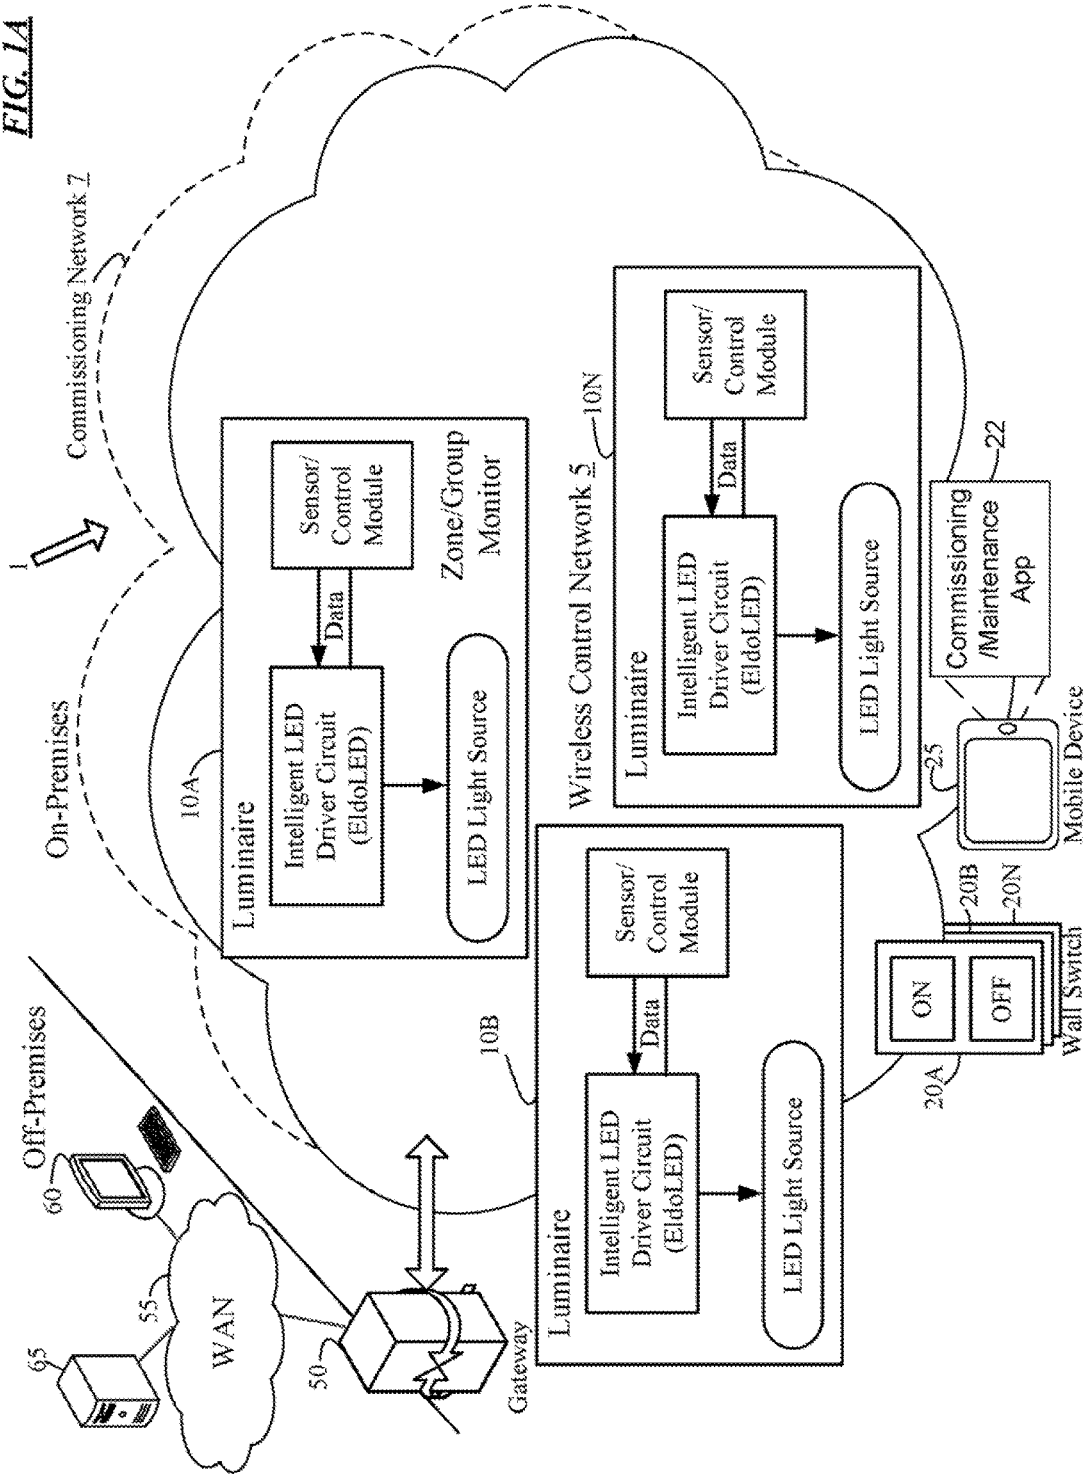 FIG. 1A
1
Commissioning Network 7
On-Premises
Off-Premises
60
65
55
WAN
50
Gateway
10A
Luminaire
Intelligent LED
Driver Circuit
(EldoLED)
Data
Sensor/
Control
Module
LED Light Source
Zone/Group
Monitor
10B
Luminaire
Intelligent LED
Driver Circuit
(EldoLED)
Data
Sensor/
Control
Module
LED Light Source
Wireless Control Network 5
10N
Luminaire
Intelligent LED
Driver Circuit
(EldoLED)
Data
Sensor/
Control
Module
LED Light Source
20A
ON
OFF
20B
20N
Wall Switch
25
Mobile Device
Commissioning
/Maintenance
App
22